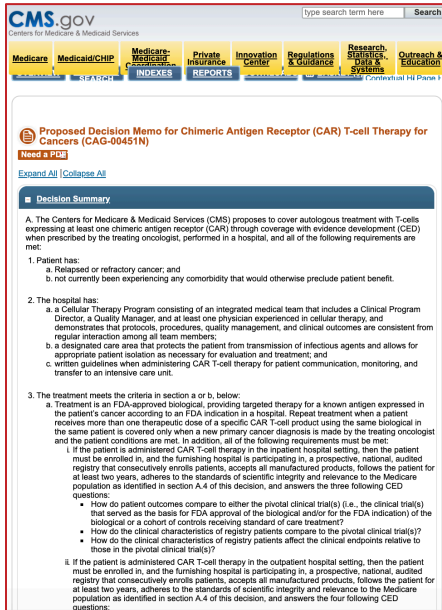 CMS.gov
Centers for Medicare & Medicaid Services
type search term here
Search
Medicare
Medicaid/CHIP
Medicare-
Medicaid
Coordination
Private
Insurance
Innovation
Center
Regulations
& Guidance
Research,
Statistics,
Data &
Systems
Outreach &
Education
SEARCH
INDEXES
REPORTS
Contextual Hi Page H
Proposed Decision Memo for Chimeric Antigen Receptor (CAR) T-cell Therapy for
Cancers (CAG-00451N)
Need a PDF
Expand All | Collapse All
Decision Summary
A. The Centers for Medicare & Medicaid Services (CMS) proposes to cover autologous treatment with T-cells
expressing at least one chimeric antigen receptor (CAR) through coverage with evidence development (CED)
when prescribed by the treating oncologist, performed in a hospital, and all of the following requirements are
met:
1. Patient has:
a. Relapsed or refractory cancer; and
b. not currently been experiencing any comorbidity that would otherwise preclude patient benefit.
2. The hospital has:
a. a Cellular Therapy Program consisting of an integrated medical team that includes a Clinical Program
Director, a Quality Manager, and at least one physician experienced in cellular therapy, and
demonstrates that protocols, procedures, quality management, and clinical outcomes are consistent from
regular interaction among all team members;
b. a designated care area that protects the patient from transmission of infectious agents and allows for
appropriate patient isolation as necessary for evaluation and treatment; and
c. written guidelines when administering CAR T-cell therapy for patient communication, monitoring, and
transfer to an intensive care unit.
3. The treatment meets the criteria in section a or b, below:
a. Treatment is an FDA-approved biological, providing targeted therapy for a known antigen expressed in
the patient's cancer according to an FDA indication in a hospital. Repeat treatment when a patient
receives more than one therapeutic dose of a specific CAR T-cell product using the same biological in
the same patient is covered only when a new primary cancer diagnosis is made by the treating oncologist
and the patient conditions are met. In addition, all of the following requirements must be met:
i. If the patient is administered CAR T-cell therapy in the inpatient hospital setting, then the patient
must be enrolled in, and the furnishing hospital is participating in, a prospective, national, audited
registry that consecutively enrolls patients, accepts all manufactured products, follows the patient for
at least two years, adheres to the standards of scientific integrity and relevance to the Medicare
population as identified in section A.4 of this decision, and answers the three following CED
questions:
▪ How do patient outcomes compare to either the pivotal clinical trial(s) (i.e., the clinical trial(s)
that served as the basis for FDA approval of the biological and/or for the FDA indication) of the
biological or a cohort of controls receiving standard of care treatment?
▪ How do the clinical characteristics of registry patients compare to the pivotal clinical trial(s)?
▪ How do the clinical characteristics of registry patients affect the clinical endpoints relative to
those in the pivotal clinical trial(s)?
ii. If the patient is administered CAR T-cell therapy in the outpatient hospital setting, then the patient
must be enrolled in, and the furnishing hospital is participating in, a prospective, national, audited
registry that consecutively enrolls patients, accepts all manufactured products, follows the patient for
at least two years, adheres to the standards of scientific integrity and relevance to the Medicare
population as identified in section A.4 of this decision, and answers the four following CED
questions: